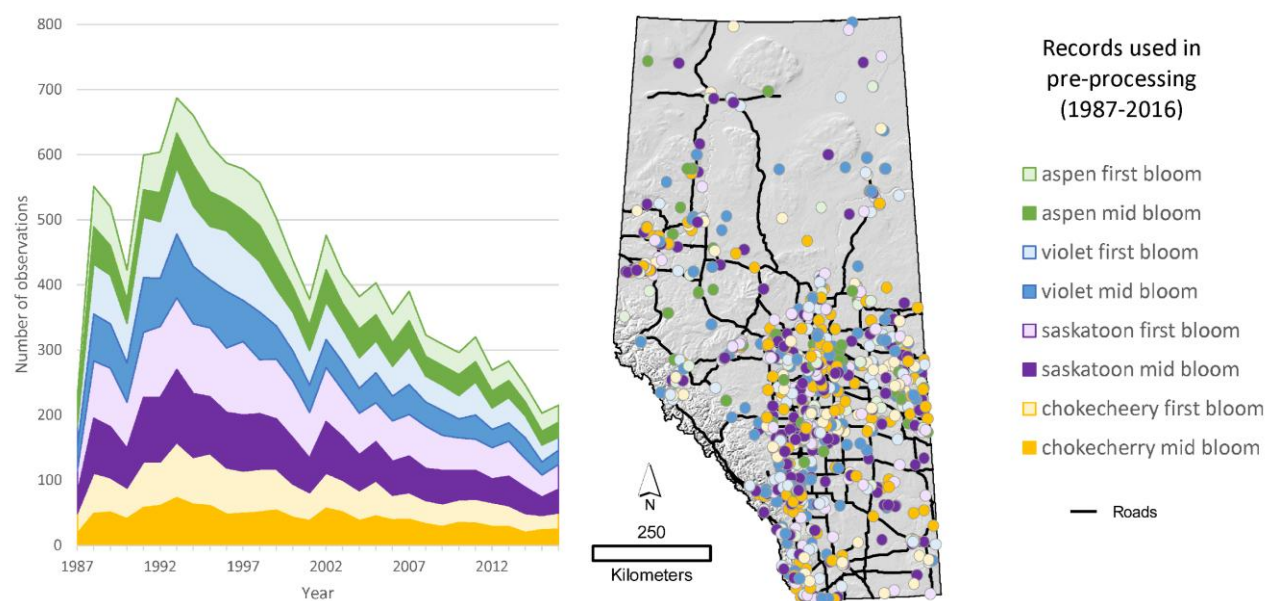 800
700
600
500
400
300
200
100
0
Number of observations
1987
1992
1997
2002
2007
2012
Year
N
250
Kilometers
Records used in
pre-processing
(1987-2016)
aspen first bloom
aspen mid bloom
violet first bloom
violet mid bloom
saskatoon first bloom
saskatoon mid bloom
chokecheery first bloom
chokecherry mid bloom
Roads